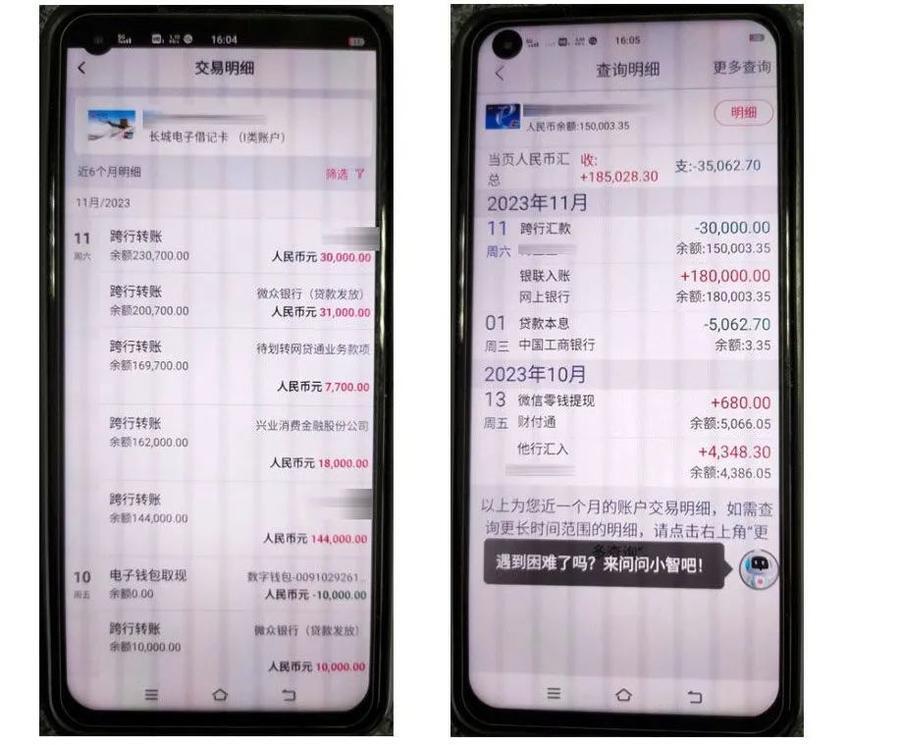 16:04
交易明细
长城电子借记卡 (I类账户)
近6个月明细 筛选
11月/2023
11 跨行转账
周六 余额230,700.00 人民币元 30,000.00
跨行转账 微众银行（贷款发放）
余额200,700.00 人民币元 31,000.00
跨行转账 待划转网贷通业务款项
余额169,700.00
人民币元 7,700.00
跨行转账 兴业消费金融股份公司
余额162,000.00
人民币元 18,000.00
跨行转账
余额144,000.00
人民币元 144,000.00
10 电子钱包取现 数字钱包-0091029261...
周五 余额0.00 人民币元 -10,000.00
跨行转账 微众银行（贷款发放）
余额10,000.00
人民币元 10,000.00
16:05
查询明细 更多查询
人民币余额:150,003.35 明细
当页人民币汇总 收:+185,028.30 支:-35,062.70
2023年11月
11 跨行汇款 -30,000.00
周六 余额:150,003.35
银联入账 +180,000.00
网上银行 余额:180,003.35
01 贷款本息 -5,062.70
周三 中国工商银行 余额:3.35
2023年10月
13 微信零钱提现 +680.00
周五 财付通 余额:5,066.05
他行汇入 +4,348.30
余额:4,386.05
以上为您近一个月的账户交易明细，如需查
询更长时间范围的明细，请点击右上角“更
遇到困难了吗？来问问小智吧！